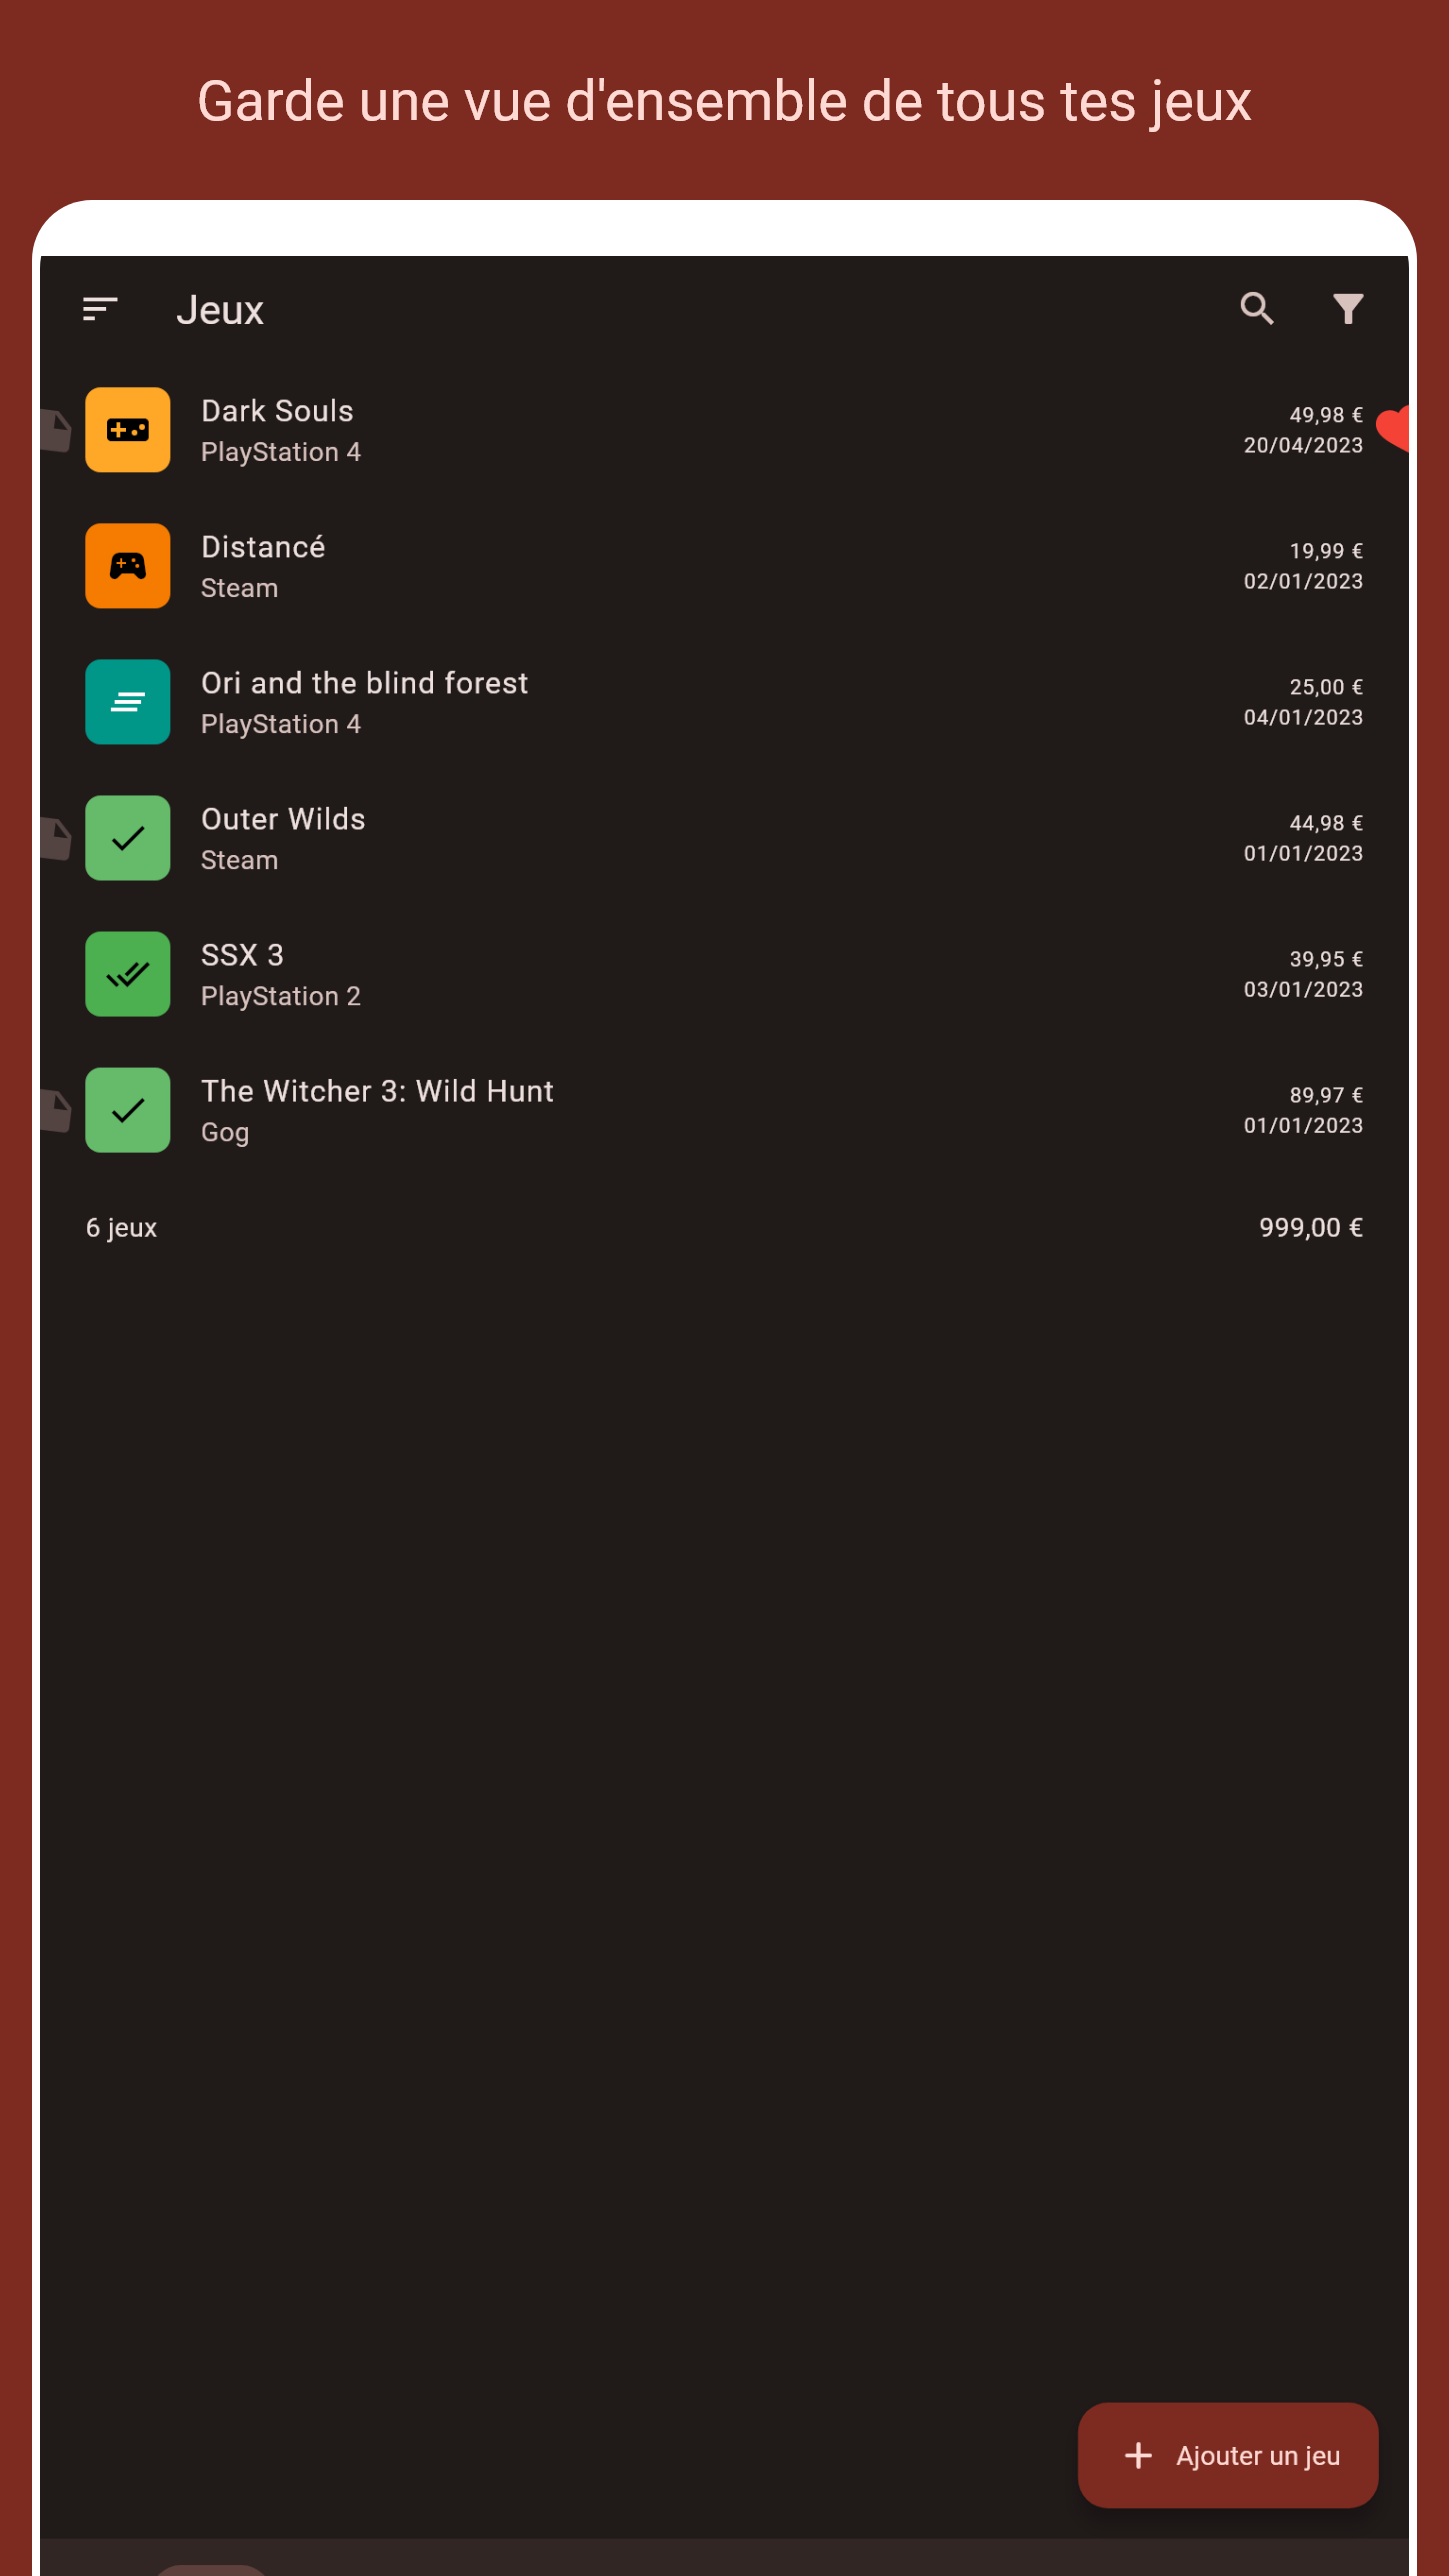 Garde une vue d'ensemble de tous tes jeux
Jeux
Dark Souls
PlayStation 4
49,98 €
20/04/2023
Distancé
Steam
19,99 €
02/01/2023
Ori and the blind forest
PlayStation 4
25,00 €
04/01/2023
Outer Wilds
Steam
44,98 €
01/01/2023
SSX 3
PlayStation 2
39,95 €
03/01/2023
The Witcher 3: Wild Hunt
Gog
89,97 €
01/01/2023
6 jeux
999,00 €
Ajouter un jeu